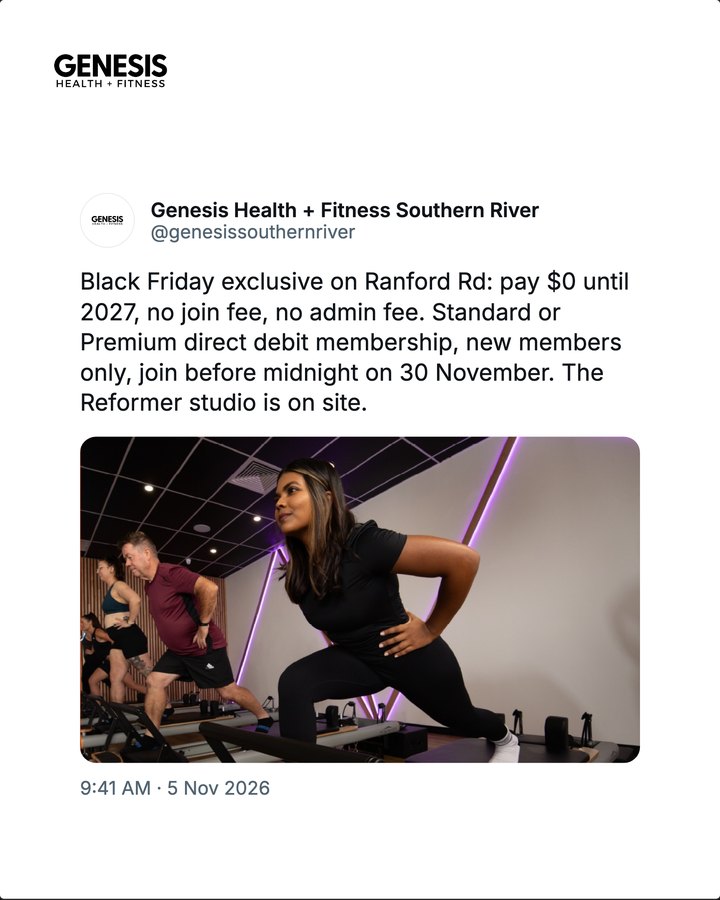 GENESIS
HEALTH + FITNESS
GENESIS
HEALTH + FITNESS
Genesis Health + Fitness Southern River
@genesissouthernriver
Black Friday exclusive on Ranford Rd: pay $0 until
2027, no join fee, no admin fee. Standard or
Premium direct debit membership, new members
only, join before midnight on 30 November. The
Reformer studio is on site.
9:41 AM · 5 Nov 2026